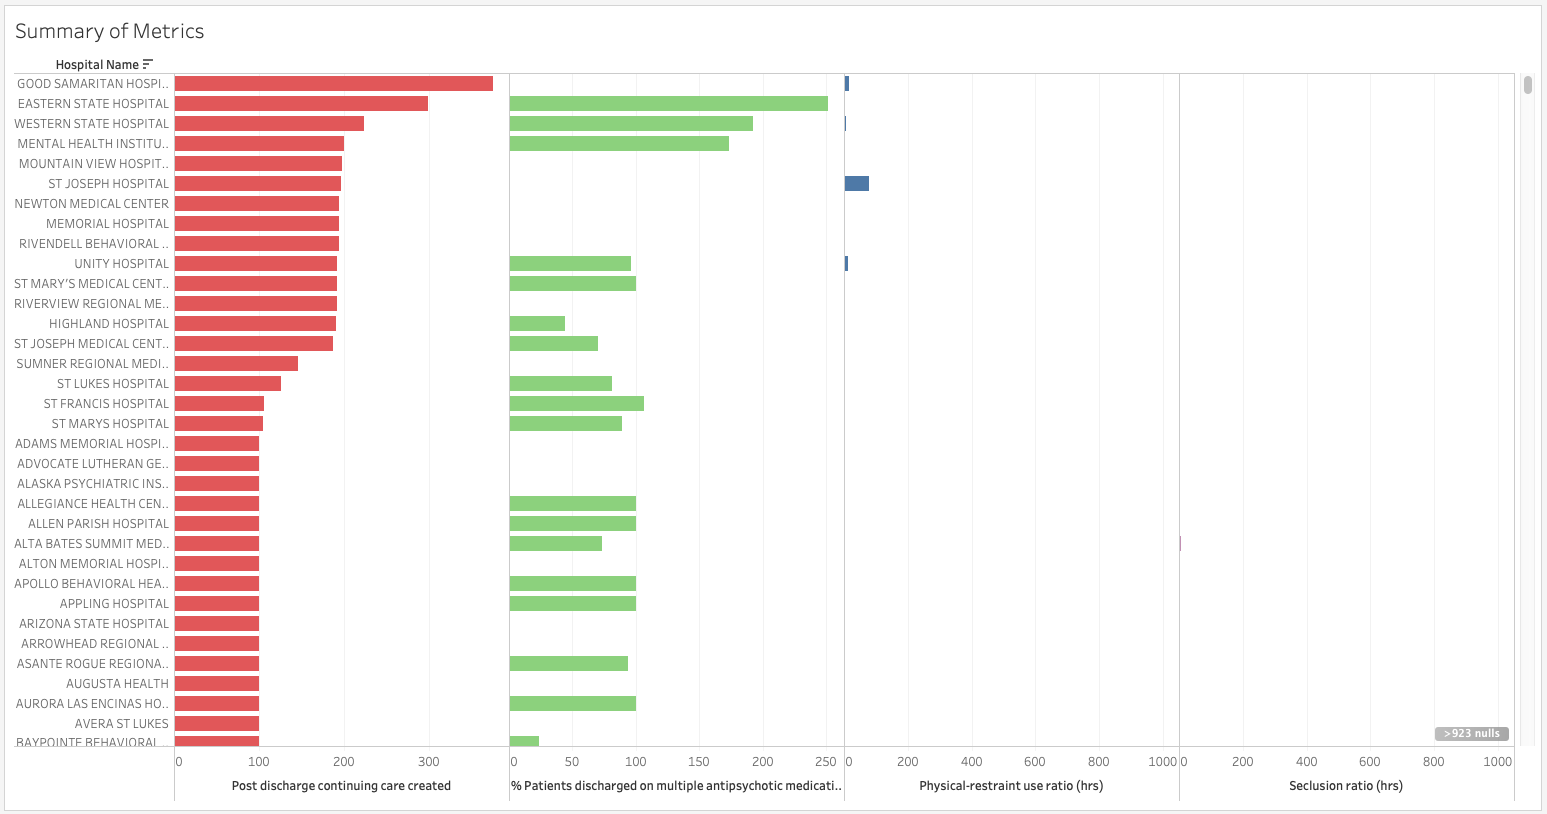 Summary of Metrics
Hospital Name
GOOD SAMARITAN HOSPI..
EASTERN STATE HOSPITAL
WESTERN STATE HOSPITAL
MENTAL HEALTH INSTITU..
MOUNTAIN VIEW HOSPIT..
ST JOSEPH HOSPITAL
NEWTON MEDICAL CENTER
MEMORIAL HOSPITAL
RIVENDELL BEHAVIORAL ..
UNITY HOSPITAL
ST MARY'S MEDICAL CENT..
RIVERVIEW REGIONAL ME..
HIGHLAND HOSPITAL
ST JOSEPH MEDICAL CENT..
SUMNER REGIONAL MEDI..
ST LUKES HOSPITAL
ST FRANCIS HOSPITAL
ST MARYS HOSPITAL
ADAMS MEMORIAL HOSPI..
ADVOCATE LUTHERAN GE..
ALASKA PSYCHIATRIC INS..
ALLEGIANCE HEALTH CEN..
ALLEN PARISH HOSPITAL
ALTA BATES SUMMIT MED..
ALTON MEMORIAL HOSPI..
APOLLO BEHAVIORAL HEA..
APPLING HOSPITAL
ARIZONA STATE HOSPITAL
ARROWHEAD REGIONAL ..
ASANTE ROGUE REGIONA..
AUGUSTA HEALTH
AURORA LAS ENCINAS HO..
AVERA ST LUKES
>923 nulls
BAYPOINTE BEHAVIORAL ..
0 100 200 300 0 50 100 150 200 250 0 200 400 600 800 1000 0 200 400 600 800 1000
Post discharge continuing care created % Patients discharged on multiple antipsychotic medicati.. Physical-restraint use ratio (hrs) Seclusion ratio (hrs)